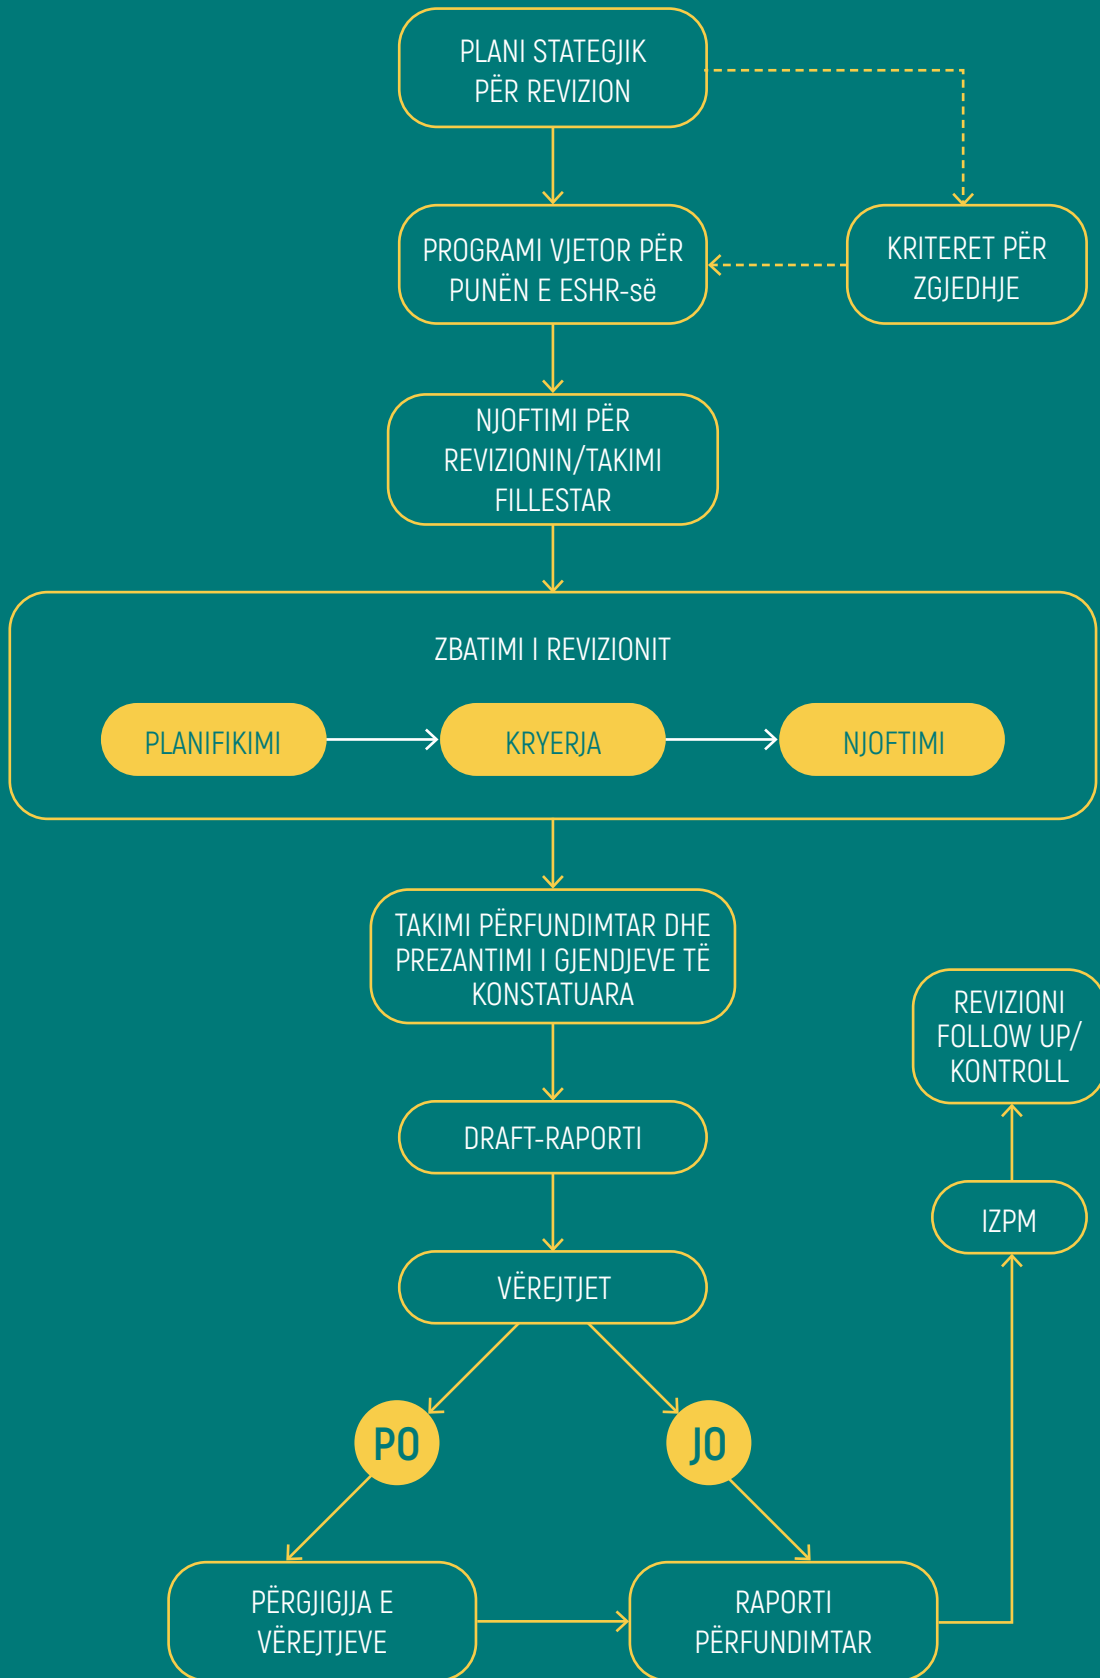 PLANI STATEGJIK
PËR REVIZION
PROGRAMI VJETOR PËR
PUNËN E ESHR-së
KRITERET PËR
ZGJEDHJE
NJOFTIMI PËR
REVIZIONIN/TAKIMI
FILLESTAR
ZBATIMI I REVIZIONIT
PLANIFIKIMI
KRYERJA
NJOFTIMI
TAKIMI PËRFUNDIMTAR DHE
PREZANTIMI I GJENDJEVE TË
KONSTATUARA
REVIZIONI
FOLLOW UP/
KONTROLL
DRAFT-RAPORTI
IZPM
VËREJTJET
PO
JO
PËRGJIGJJA E
VËREJTJEVE
RAPORTI
PËRFUNDIMTAR